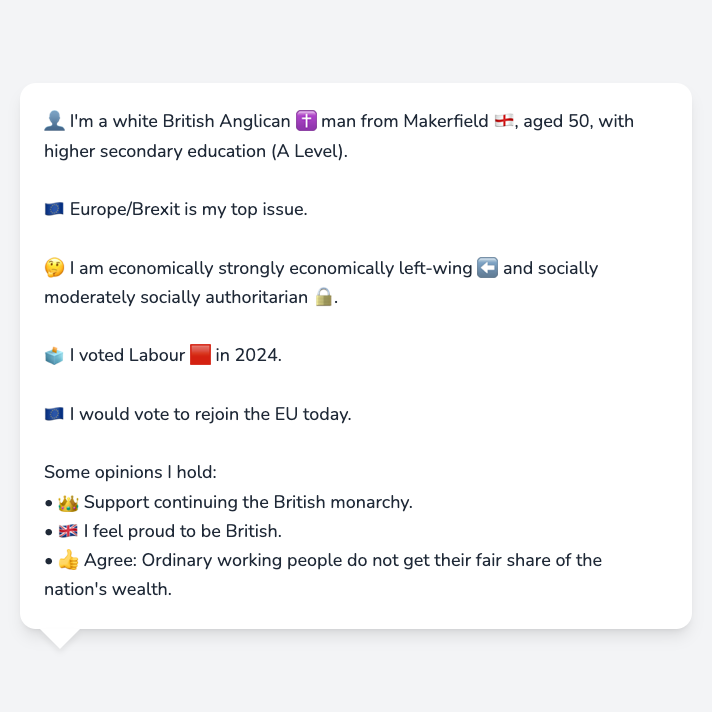 👤 I'm a white British Anglican ✝️ man from Makerfield 🏴󠁧󠁢󠁥󠁮󠁧󠁿, aged 50, with
higher secondary education (A Level).
🇪🇺 Europe/Brexit is my top issue.
🤔 I am economically strongly economically left-wing ⬅️ and socially
moderately socially authoritarian 🔒.
🗳️ I voted Labour 🟥 in 2024.
🇪🇺 I would vote to rejoin the EU today.
Some opinions I hold:
• 👑 Support continuing the British monarchy.
• 🇬🇧 I feel proud to be British.
• 👍 Agree: Ordinary working people do not get their fair share of the
nation's wealth.